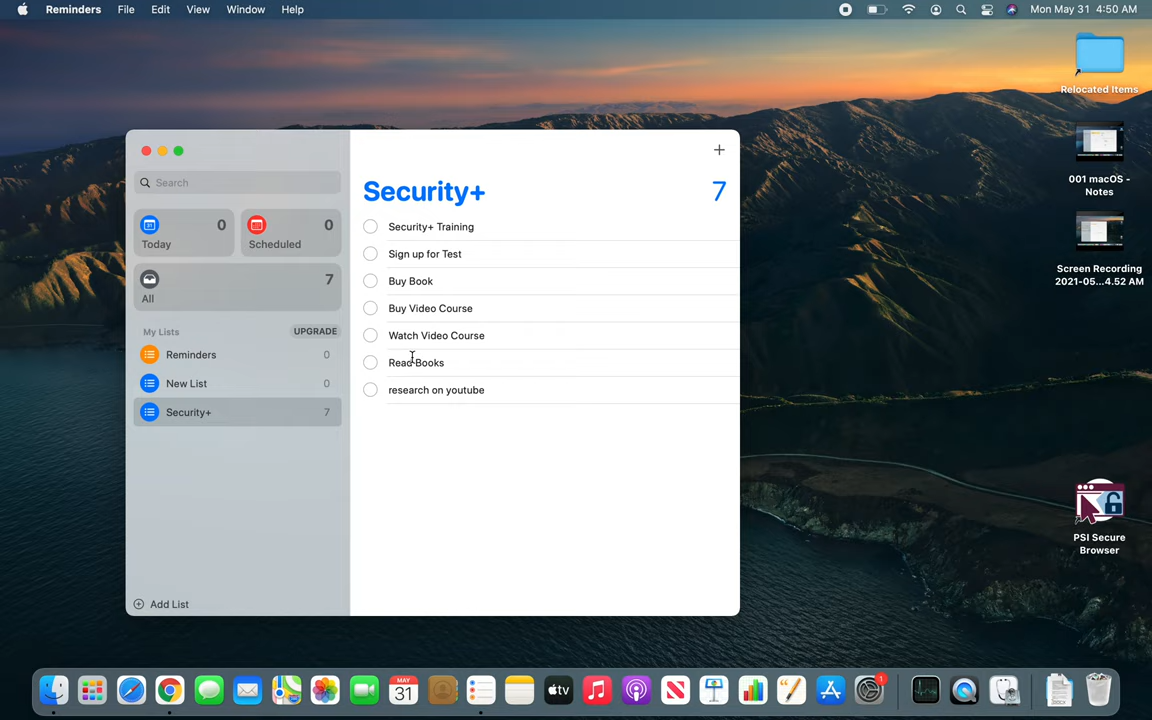 Reminders File Edit View Window Help Mon May 31 4:50 AM
Relocated Items
001 macOS -
Notes
Screen Recording
2021-05...4.52 AM
PSI Secure
Browser
Search
31 0
Today
0
Scheduled
7
All
My Lists UPGRADE
Reminders 0
New List 0
Security+ 7
Add List
Security+ 7
Security+ Training
Sign up for Test
Buy Book
Buy Video Course
Watch Video Course
Read Books
research on youtube
MAY
31
tv
1